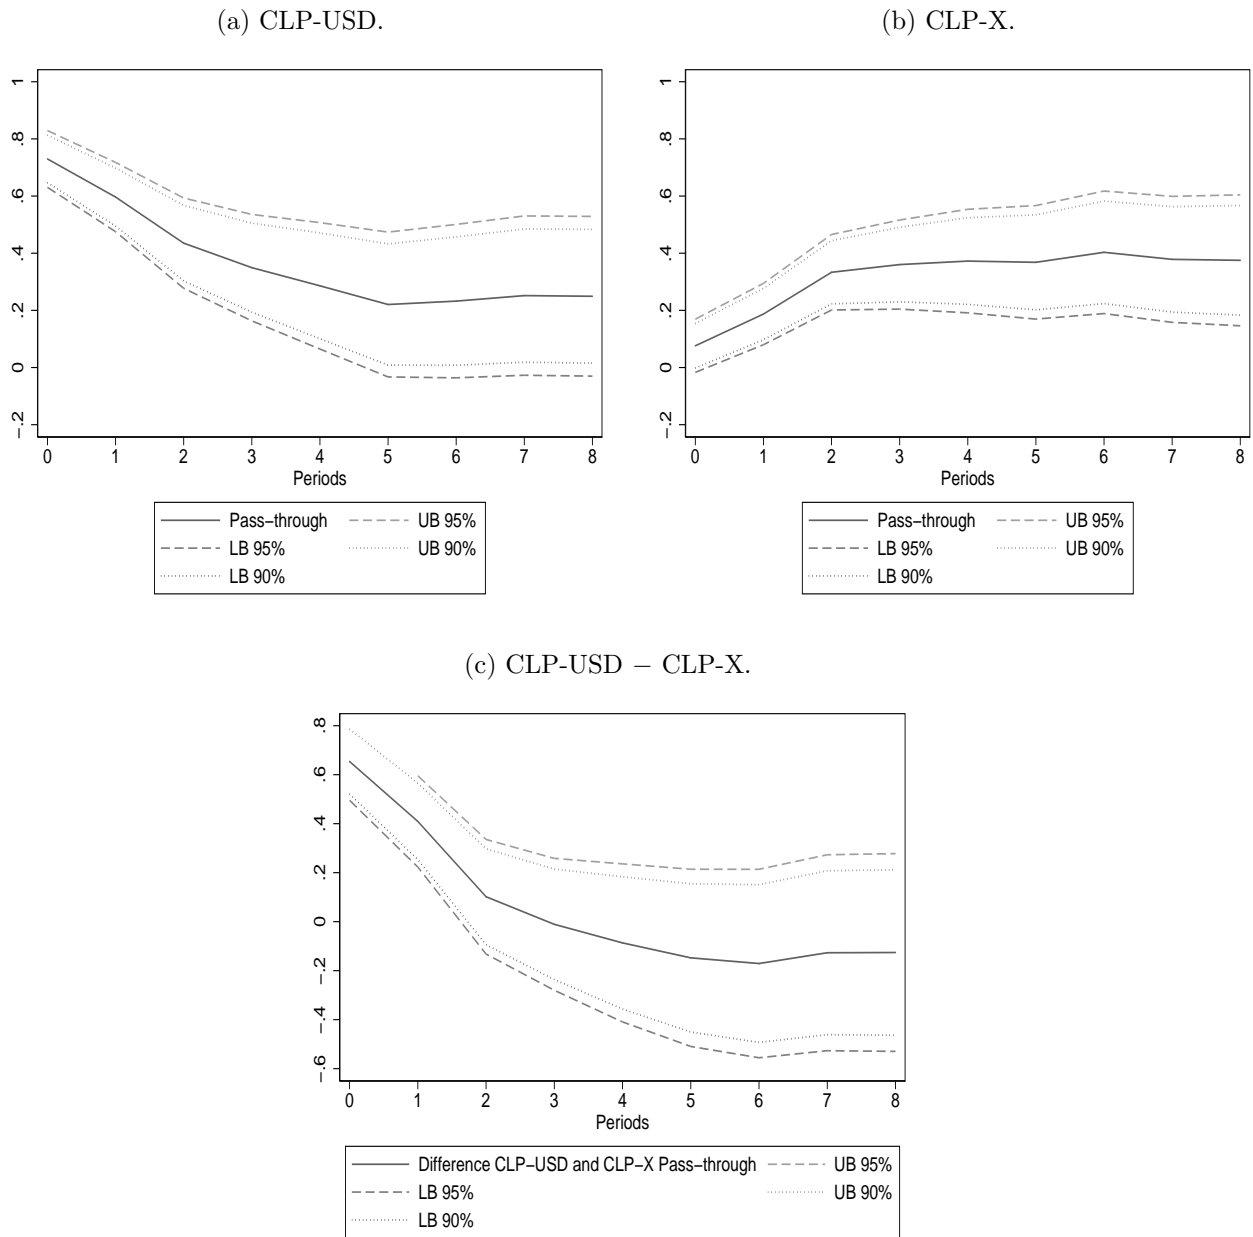 (a) CLP-USD.
1
.8
.6
.4
.2
0
−.2
0 1 2 3 4 5 6 7 8
Periods
Pass−through UB 95%
LB 95% UB 90%
LB 90%
(b) CLP-X.
1
.8
.6
.4
.2
0
−.2
0 1 2 3 4 5 6 7 8
Periods
Pass−through UB 95%
LB 95% UB 90%
LB 90%
(c) CLP-USD − CLP-X.
.8
.6
.4
.2
0
−.2
−.4
−.6
0 1 2 3 4 5 6 7 8
Periods
Difference CLP−USD and CLP−X Pass−through UB 95%
LB 95% UB 90%
LB 90%